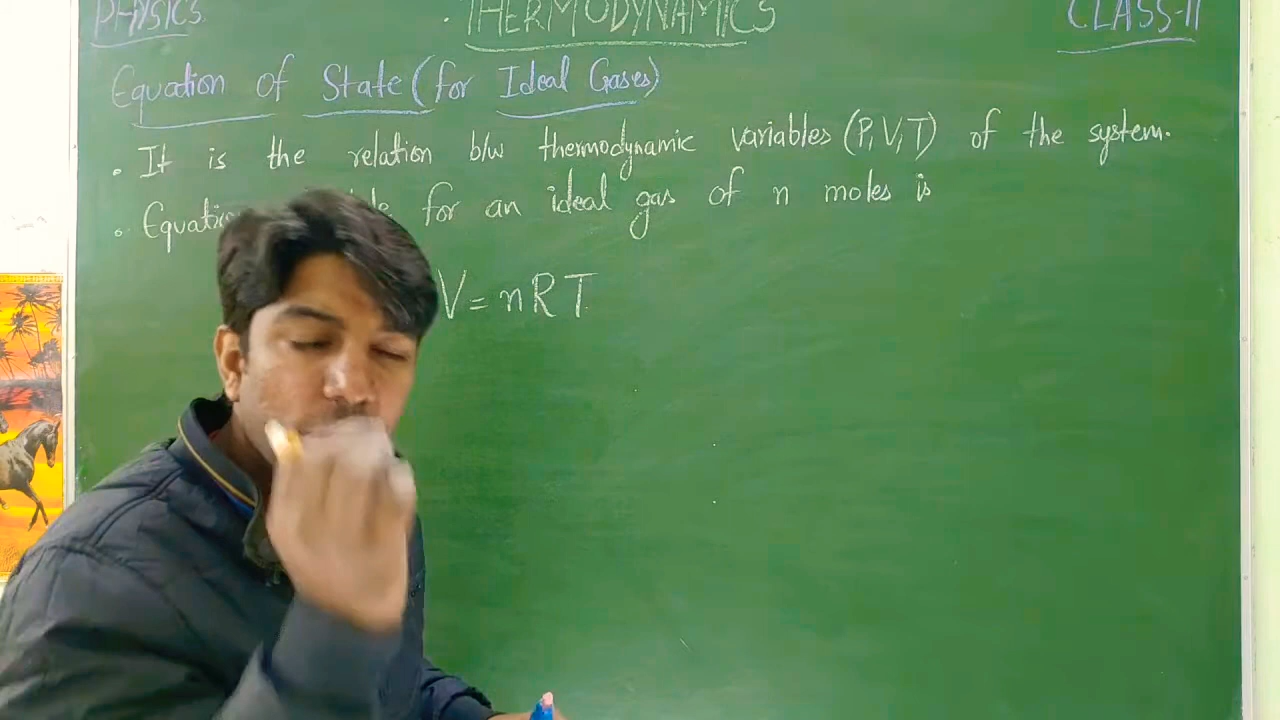 PHYSICS THERMODYNAMICS CLASS-11
Equation of State (for Ideal Gases)
• It is the relation b/w thermodynamic variables (P,V,T) of the system.
• for an ideal gas of n moles is
V = nRT